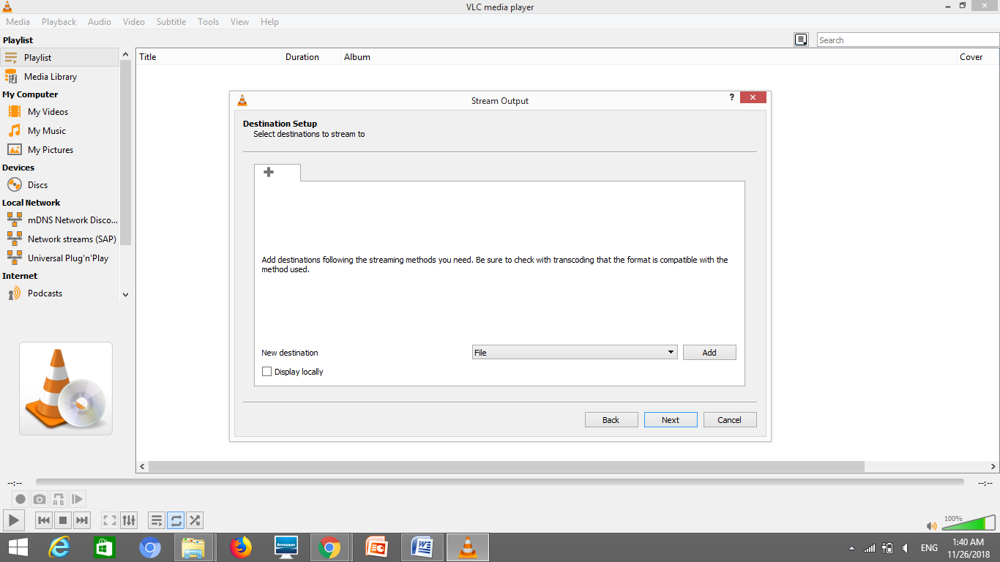 VLC media player
Media Playback Audio Video Subtitle Tools View Help
Playlist
Search
Playlist
Title Duration Album Cover
Media Library
My Computer
My Videos
My Music
My Pictures
Devices
Discs
Local Network
mDNS Network Disco...
Network streams (SAP)
Universal Plug'n'Play
Internet
Podcasts
Stream Output
?
Destination Setup
Select destinations to stream to
Add destinations following the streaming methods you need. Be sure to check with transcoding that the format is compatible with the
method used.
New destination File Add
Display locally
Back Next Cancel
--:-- --:--
A B
100%
lenovo
ENG
1:40 AM
11/26/2018